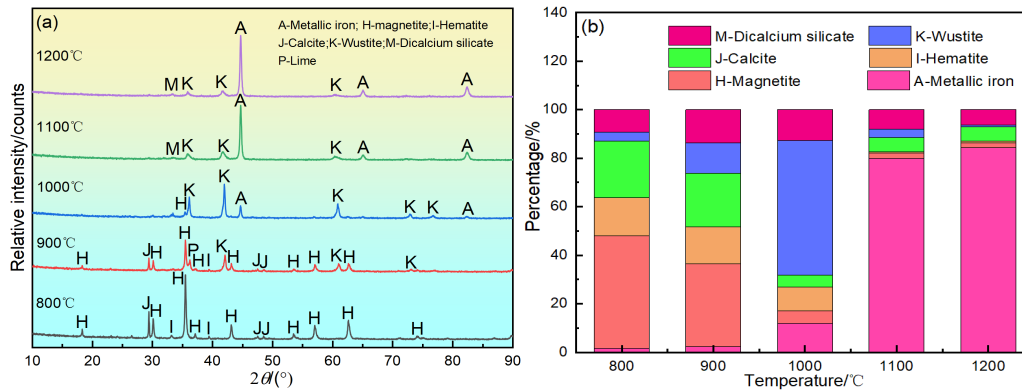 (a)
A-Metallic iron; H-magnetite;I-Hematite
J-Calcite;K-Wustite;M-Dicalcium silicate
P-Lime
1200℃
M K K A K A A
1100℃
M K K A K A A
1000℃
H K K A K K K A
900℃
H J H H P H I K H J J H H K H K
800℃
H J H I H H I H J J H H H H
10 20 30 40 50 60 70 80 90
2θ/(°)
Relative intensity/counts
(b)
M-Dicalcium silicate K-Wustite
J-Calcite I-Hematite
H-Magnetite A-Metallic iron
140
120
100
80
60
40
20
0
800 900 1000 1100 1200
Temperature/℃
Percentage/%